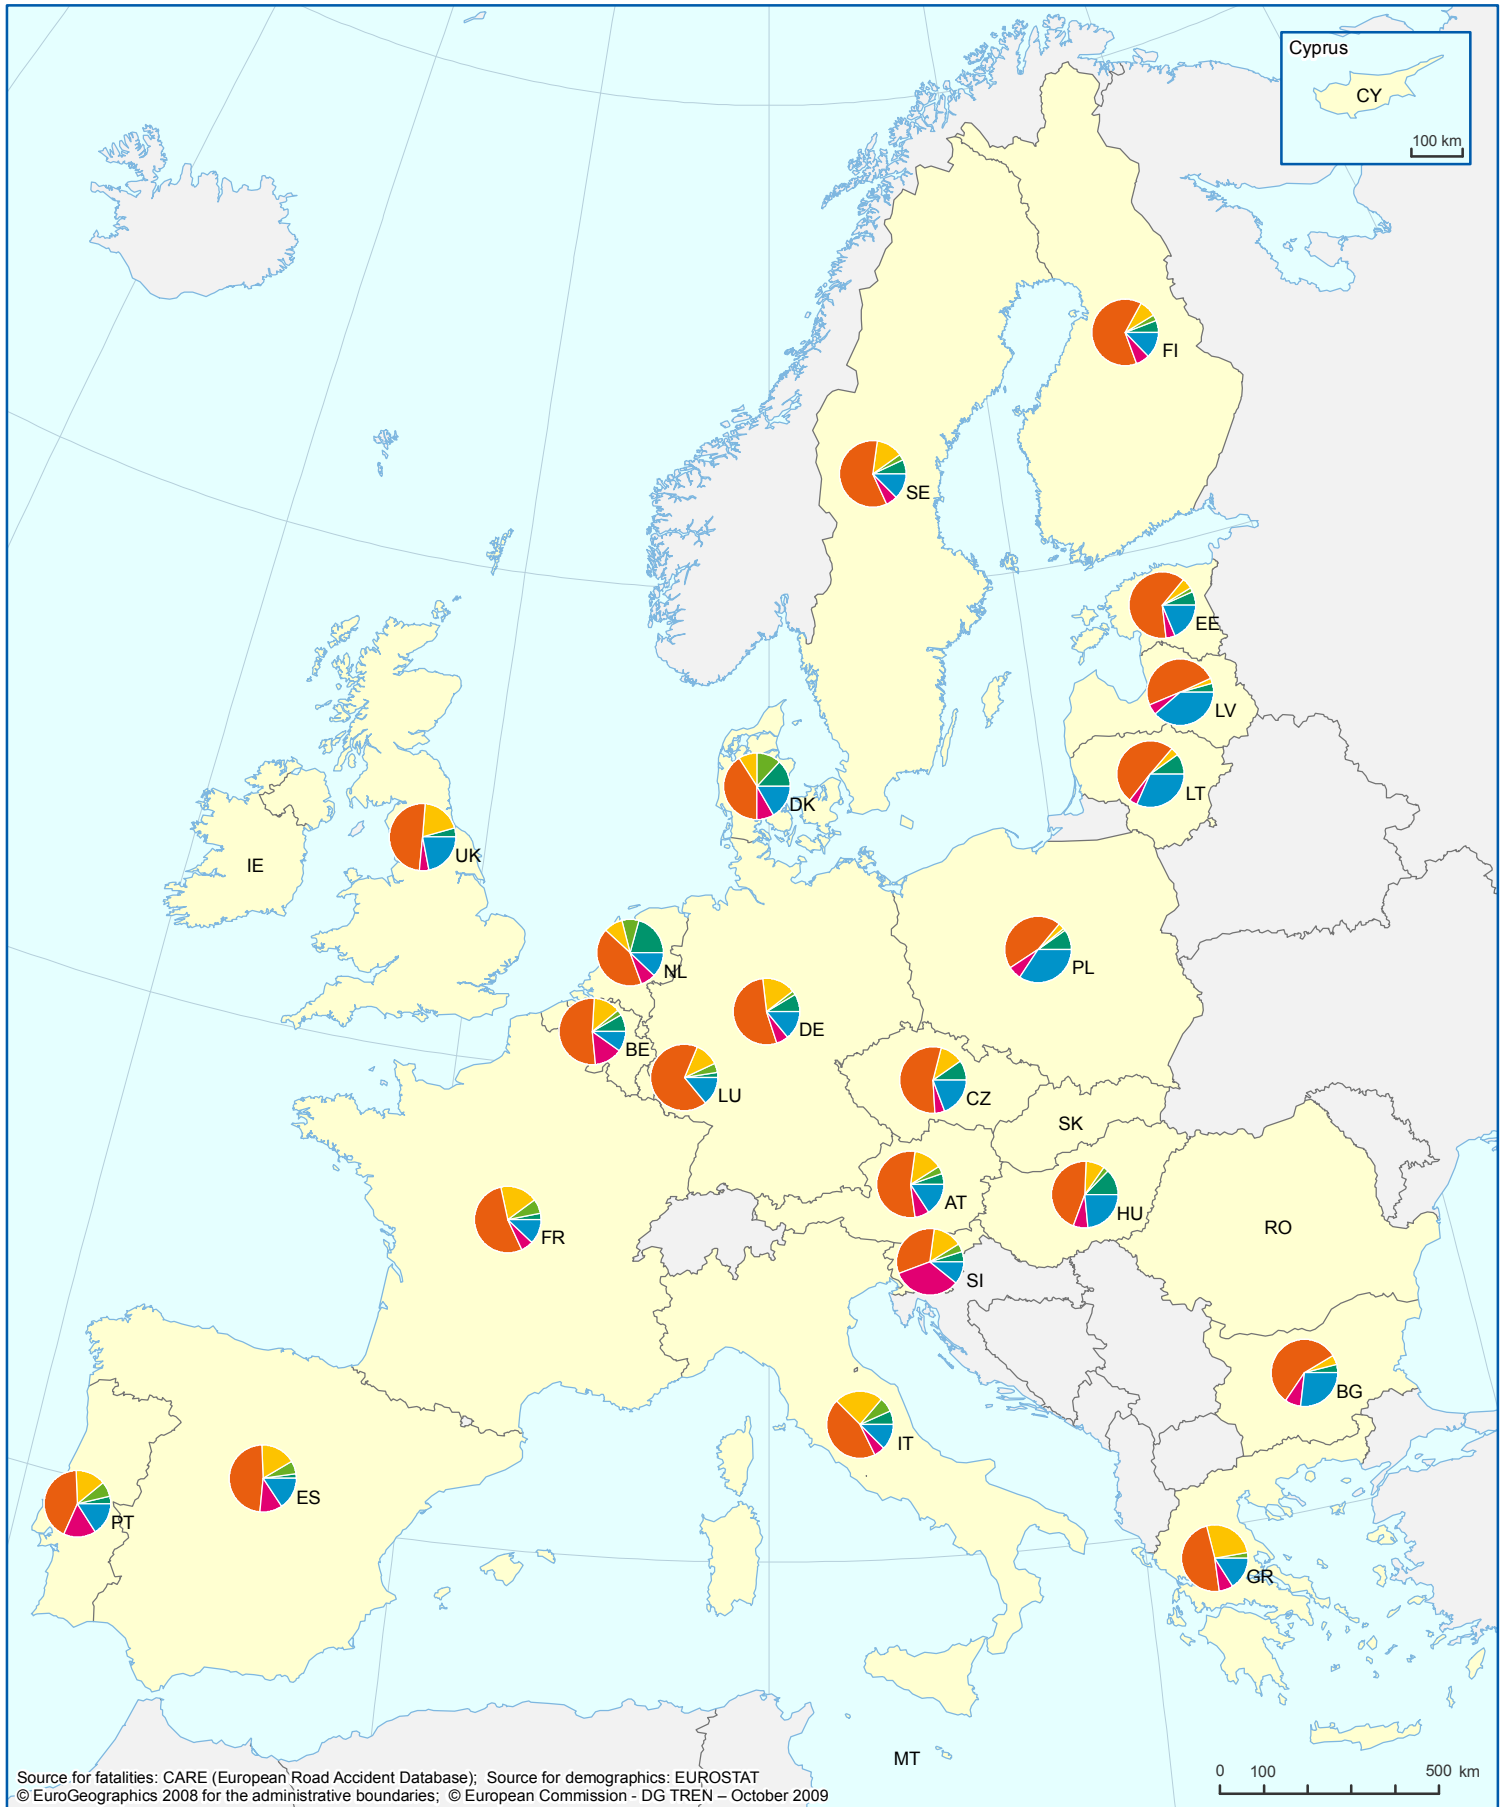 Cyprus
CY
100 km
FI
SE
EE
LV
LT
DK
UK
IE
NL
PL
DE
BE
LU
CZ
SK
AT
HU
FR
RO
SI
BG
IT
ES
PT
GR
MT
Source for fatalities: CARE (European Road Accident Database); Source for demographics: EUROSTAT
© EuroGeographics 2008 for the administrative boundaries; © European Commission - DG TREN – October 2009
0 100 500 km